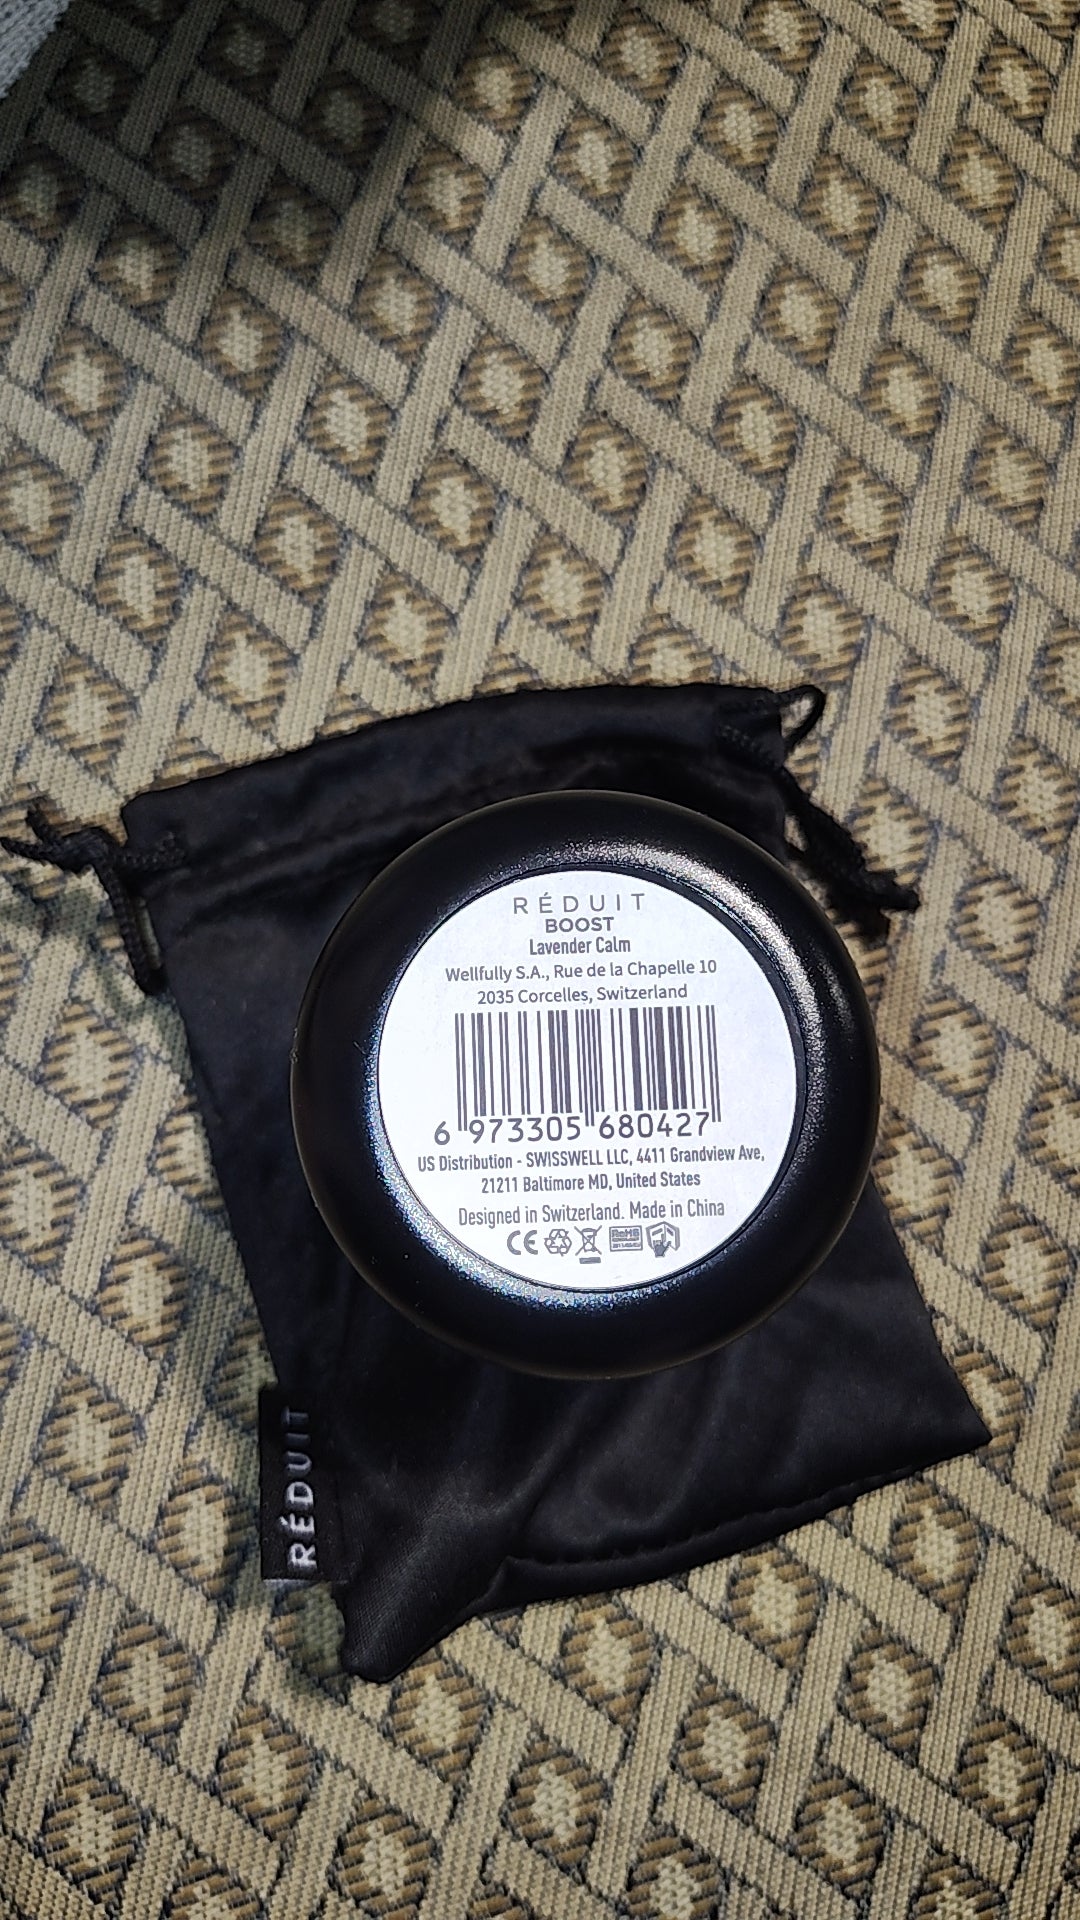 RÉDUIT
BOOST
Lavender Calm
Wellfully S.A., Rue de la Chapelle 10
2035 Corcelles, Switzerland
6 973305 680427
US Distribution - SWISSWELL LLC, 4411 Grandview Ave,
21211 Baltimore MD, United States
Designed in Switzerland. Made in China
CE RoHS
RÉDUIT